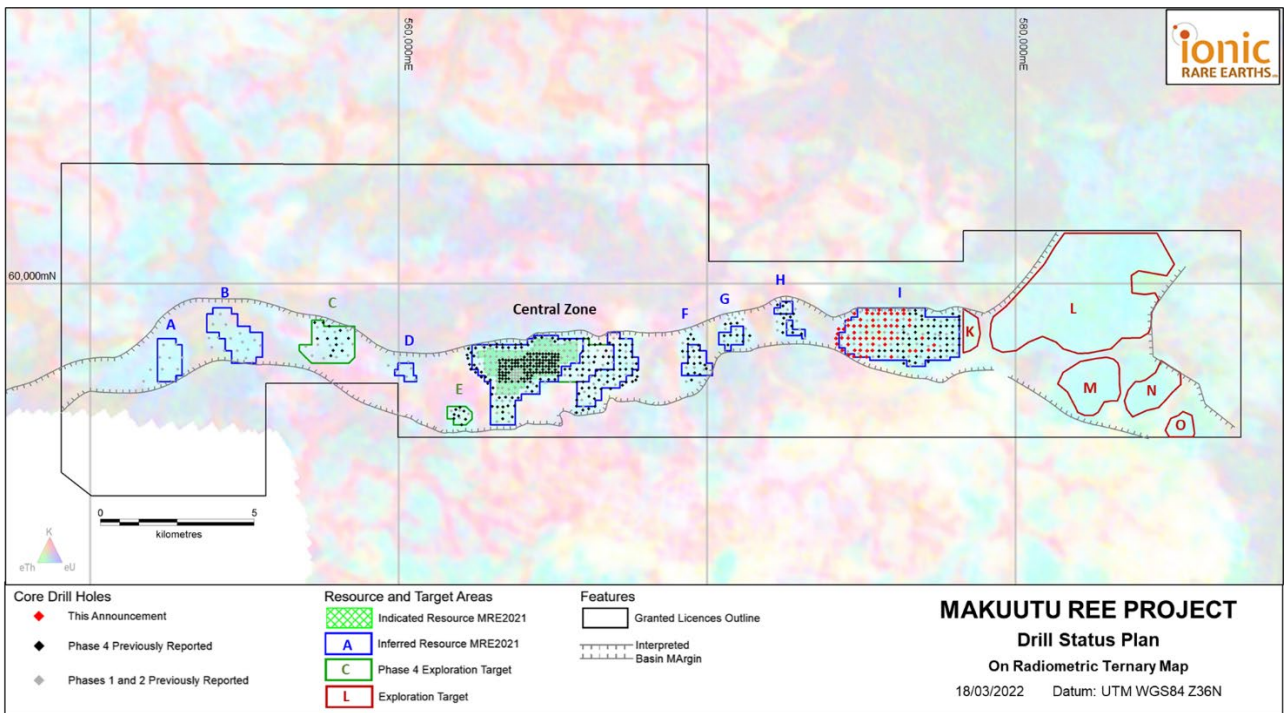 560,000mE
580,000mE
ionic
RARE EARTHS
60,000mN
A
B
C
D
E
Central Zone
F
G
H
I
K
L
M
N
O
0 5
kilometres
K
eTh eU
Core Drill Holes
This Announcement
Phase 4 Previously Reported
Phases 1 and 2 Previously Reported
Resource and Target Areas
Indicated Resource MRE2021
A Inferred Resource MRE2021
C Phase 4 Exploration Target
L Exploration Target
Features
Granted Licences Outline
Interpreted
Basin MArgin
MAKUUTU REE PROJECT
Drill Status Plan
On Radiometric Ternary Map
18/03/2022 Datum: UTM WGS84 Z36N